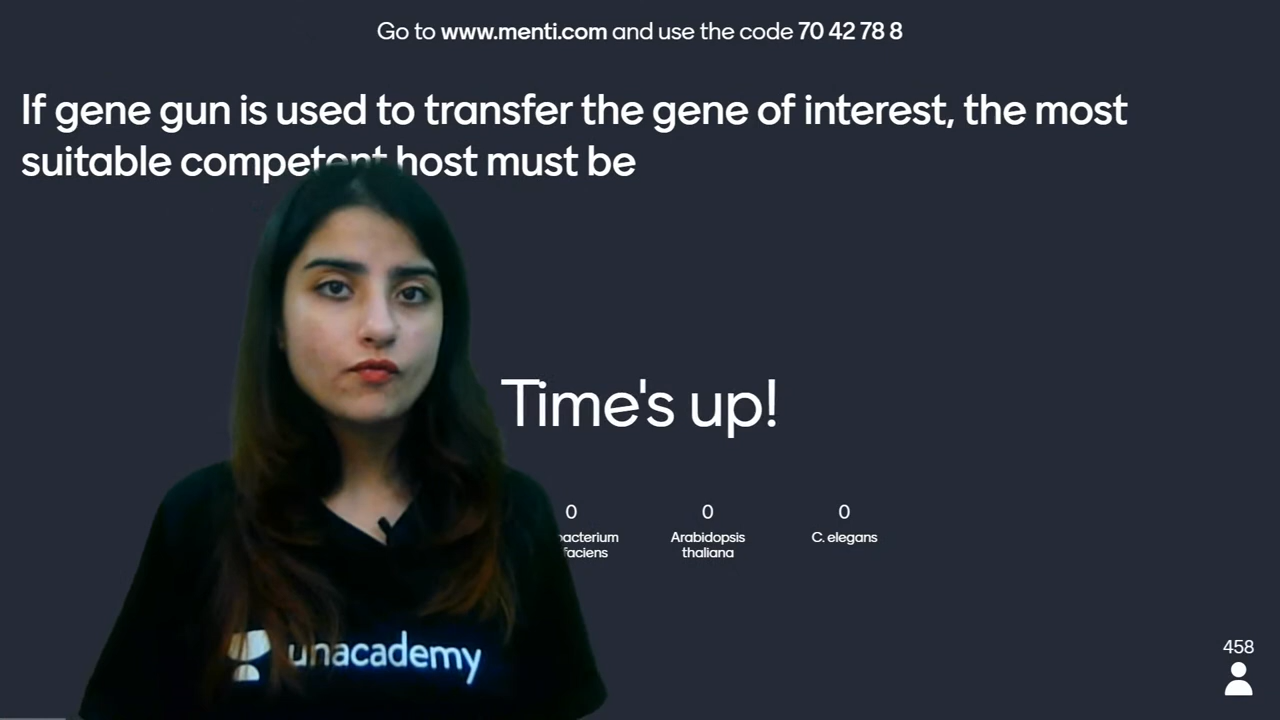 Go to www.menti.com and use the code 70 42 78 8
If gene gun is used to transfer the gene of interest, the most
suitable competent host must be
Time's up!
0 0 0
Arabidopsis C. elegans
thaliana
unacademy
458